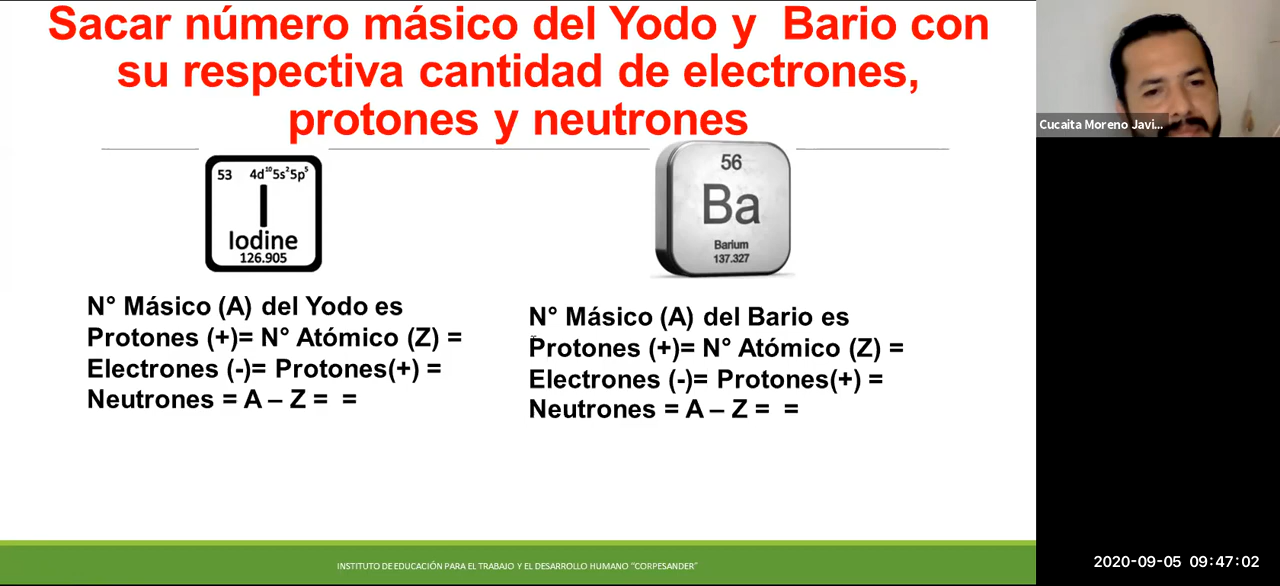 Sacar número másico del Yodo y Bario con
su respectiva cantidad de electrones,
protones y neutrones
Cucaita Moreno Javi...
53 4d¹⁰5s²5p⁵
I
Iodine
126.905
56
Ba
Barium
137.327
N° Másico (A) del Yodo es
Protones (+)= N° Atómico (Z) =
Electrones (-)= Protones(+) =
Neutrones = A – Z = =
N° Másico (A) del Bario es
Protones (+)= N° Atómico (Z) =
Electrones (-)= Protones(+) =
Neutrones = A – Z = =
INSTITUTO DE EDUCACIÓN PARA EL TRABAJO Y EL DESARROLLO HUMANO "CORPESANDER"
2020-09-05 09:47:02